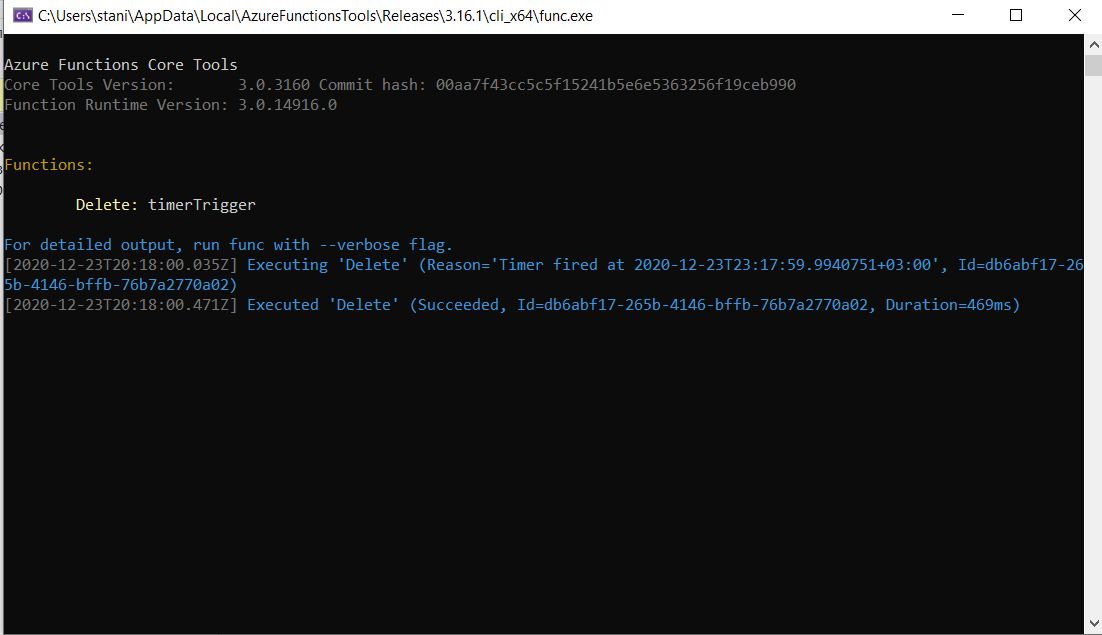 C:\Users\stani\AppData\Local\AzureFunctionsTools\Releases\3.16.1\cli_x64\func.exe
Azure Functions Core Tools
Core Tools Version:       3.0.3160 Commit hash: 00aa7f43cc5c5f15241b5e6e5363256f19ceb990
Function Runtime Version: 3.0.14916.0
Functions:
Delete: timerTrigger
For detailed output, run func with --verbose flag.
[2020-12-23T20:18:00.035Z] Executing 'Delete' (Reason='Timer fired at 2020-12-23T23:17:59.9940751+03:00', Id=db6abf17-26
5b-4146-bffb-76b7a2770a02)
[2020-12-23T20:18:00.471Z] Executed 'Delete' (Succeeded, Id=db6abf17-265b-4146-bffb-76b7a2770a02, Duration=469ms)